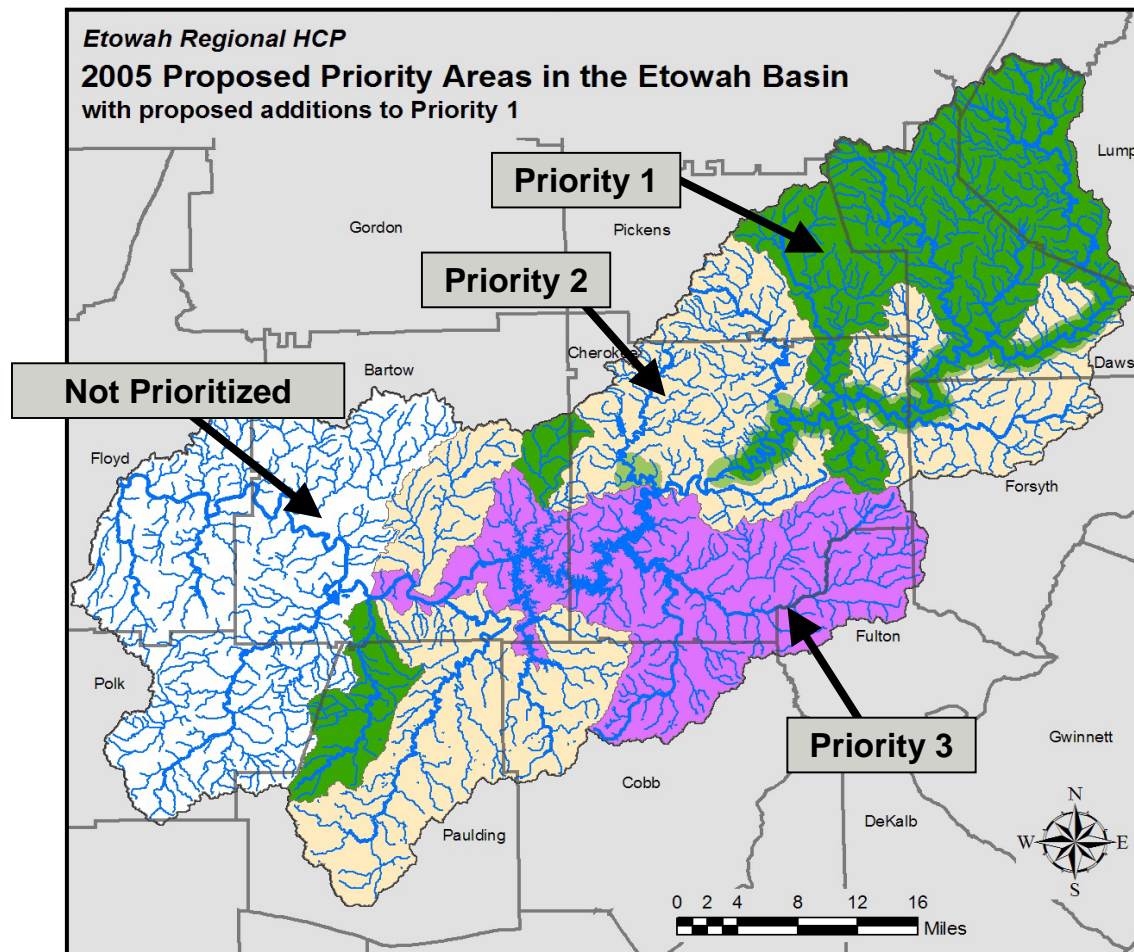 Etowah Regional HCP
2005 Proposed Priority Areas in the Etowah Basin
with proposed additions to Priority 1
Lump
Priority 1
Gordon
Pickens
Priority 2
Cherokee
Daws
Bartow
Not Prioritized
Floyd
Forsyth
Fulton
Polk
Priority 3
Gwinnett
Cobb
DeKalb
Paulding
N
W E
S
0 2 4 8 12 16
Miles